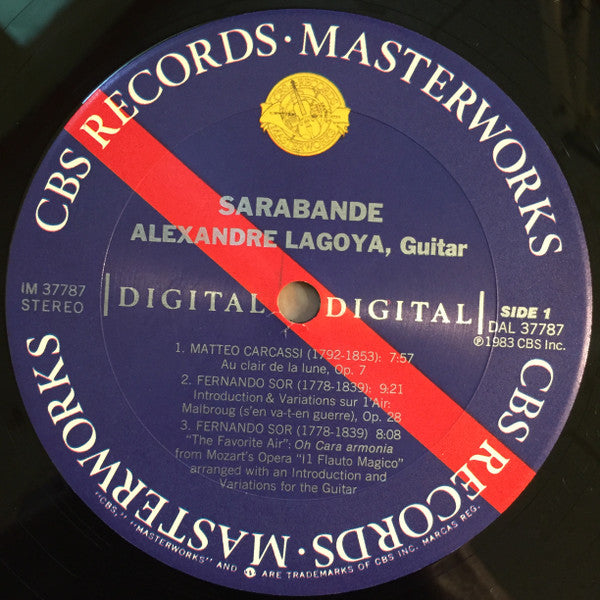 CBS RECORDS · MASTERWORKS
CBS RECORDS · MASTERWORKS
SARABANDE
ALEXANDRE LAGOYA, Guitar
IM 37787
STEREO
DIGITAL DIGITAL
SIDE 1
DAL 37787
℗1983 CBS Inc.
1. MATTEO CARCASSI (1792-1853): 7:57
Au clair de la lune, Op. 7
2. FERNANDO SOR (1778-1839): 9:21
Introduction & Variations sur l'Air:
Malbroug (s'en va-t-en guerre), Op. 28
3. FERNANDO SOR (1778-1839) 8:08
"The Favorite Air": Oh Cara armonia
from Mozart's Opera "Il Flauto Magico"
arranged with an Introduction and
Variations for the Guitar
"CBS," "MASTERWORKS" AND ARE TRADEMARKS OF CBS INC. MARCAS REG.